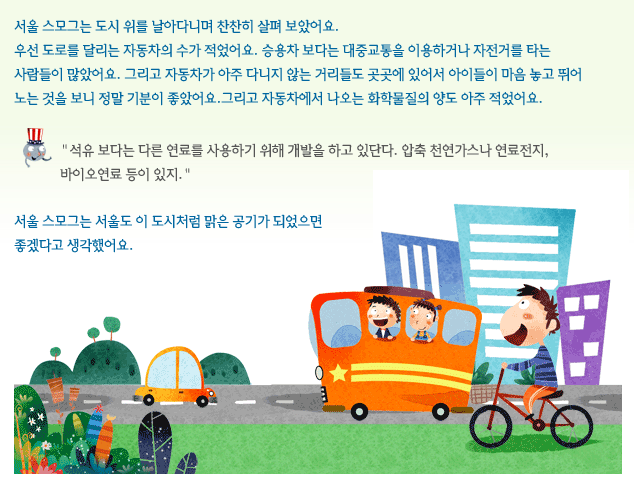 서울 스모그는 도시 위를 날아다니며 찬찬히 살펴 보았어요.
우선 도로를 달리는 자동차의 수가 적었어요. 승용차 보다는 대중교통을 이용하거나 자전거를 타는
사람들이 많았어요. 그리고 자동차가 아주 다니지 않는 거리들도 곳곳에 있어서 아이들이 마음 놓고 뛰어
노는 것을 보니 정말 기분이 좋았어요.그리고 자동차에서 나오는 화학물질의 양도 아주 적었어요.
"석유 보다는 다른 연료를 사용하기 위해 개발을 하고 있단다. 압축 천연가스나 연료전지,
바이오연료 등이 있지."
서울 스모그는 서울도 이 도시처럼 맑은 공기가 되었으면
좋겠다고 생각했어요.